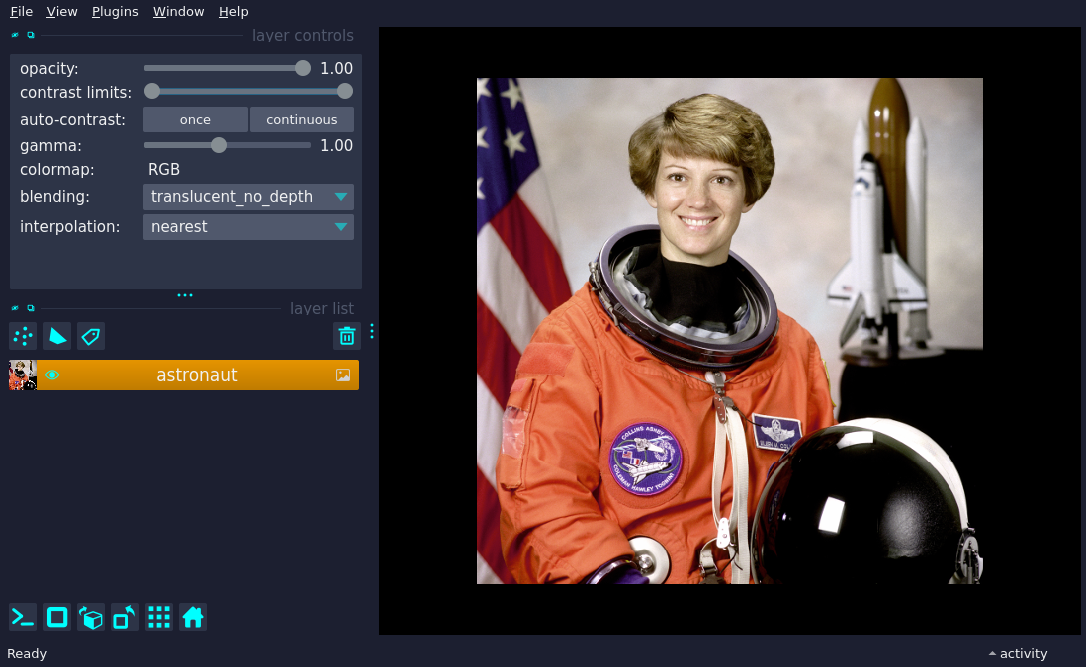 File View Plugins Window Help
layer controls
opacity: 1.00
contrast limits:
auto-contrast: once continuous
gamma: 1.00
colormap: RGB
blending: translucent_no_depth
interpolation: nearest
layer list
astronaut
COLLINS ASHBY
COLEMAN HAWLEY TOGNINI
Ready
activity